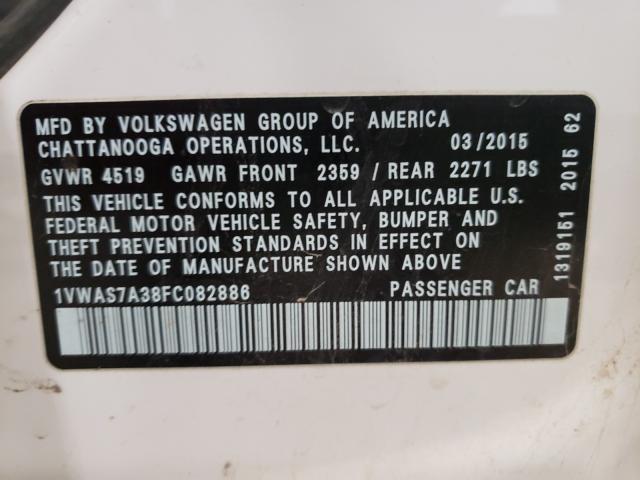 MFD BY VOLKSWAGEN GROUP OF AMERICA
CHATTANOOGA OPERATIONS, LLC. 03/2015
GVWR 4519 GAWR FRONT 2359 / REAR 2271 LBS
THIS VEHICLE CONFORMS TO ALL APPLICABLE U.S.
FEDERAL MOTOR VEHICLE SAFETY, BUMPER AND
THEFT PREVENTION STANDARDS IN EFFECT ON
THE DATE OF MANUFACTURE SHOWN ABOVE
1VWAS7A38FC082886 PASSENGER CAR
1319151 2015 62